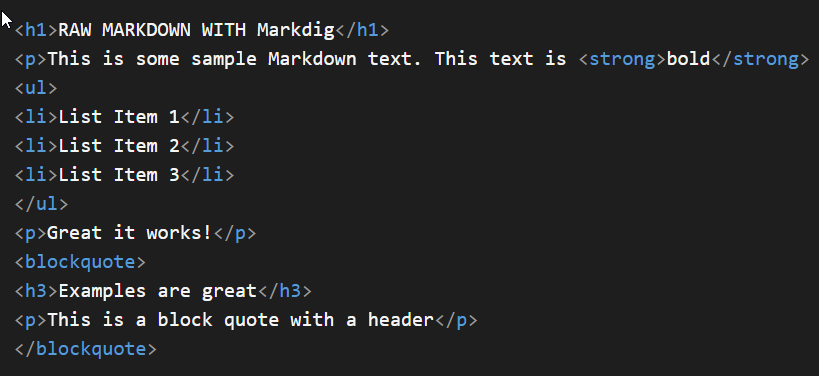 <h1>RAW MARKDOWN WITH Markdig</h1>
<p>This is some sample Markdown text. This text is <strong>bold</strong>
<ul>
<li>List Item 1</li>
<li>List Item 2</li>
<li>List Item 3</li>
</ul>
<p>Great it works!</p>
<blockquote>
<h3>Examples are great</h3>
<p>This is a block quote with a header</p>
</blockquote>